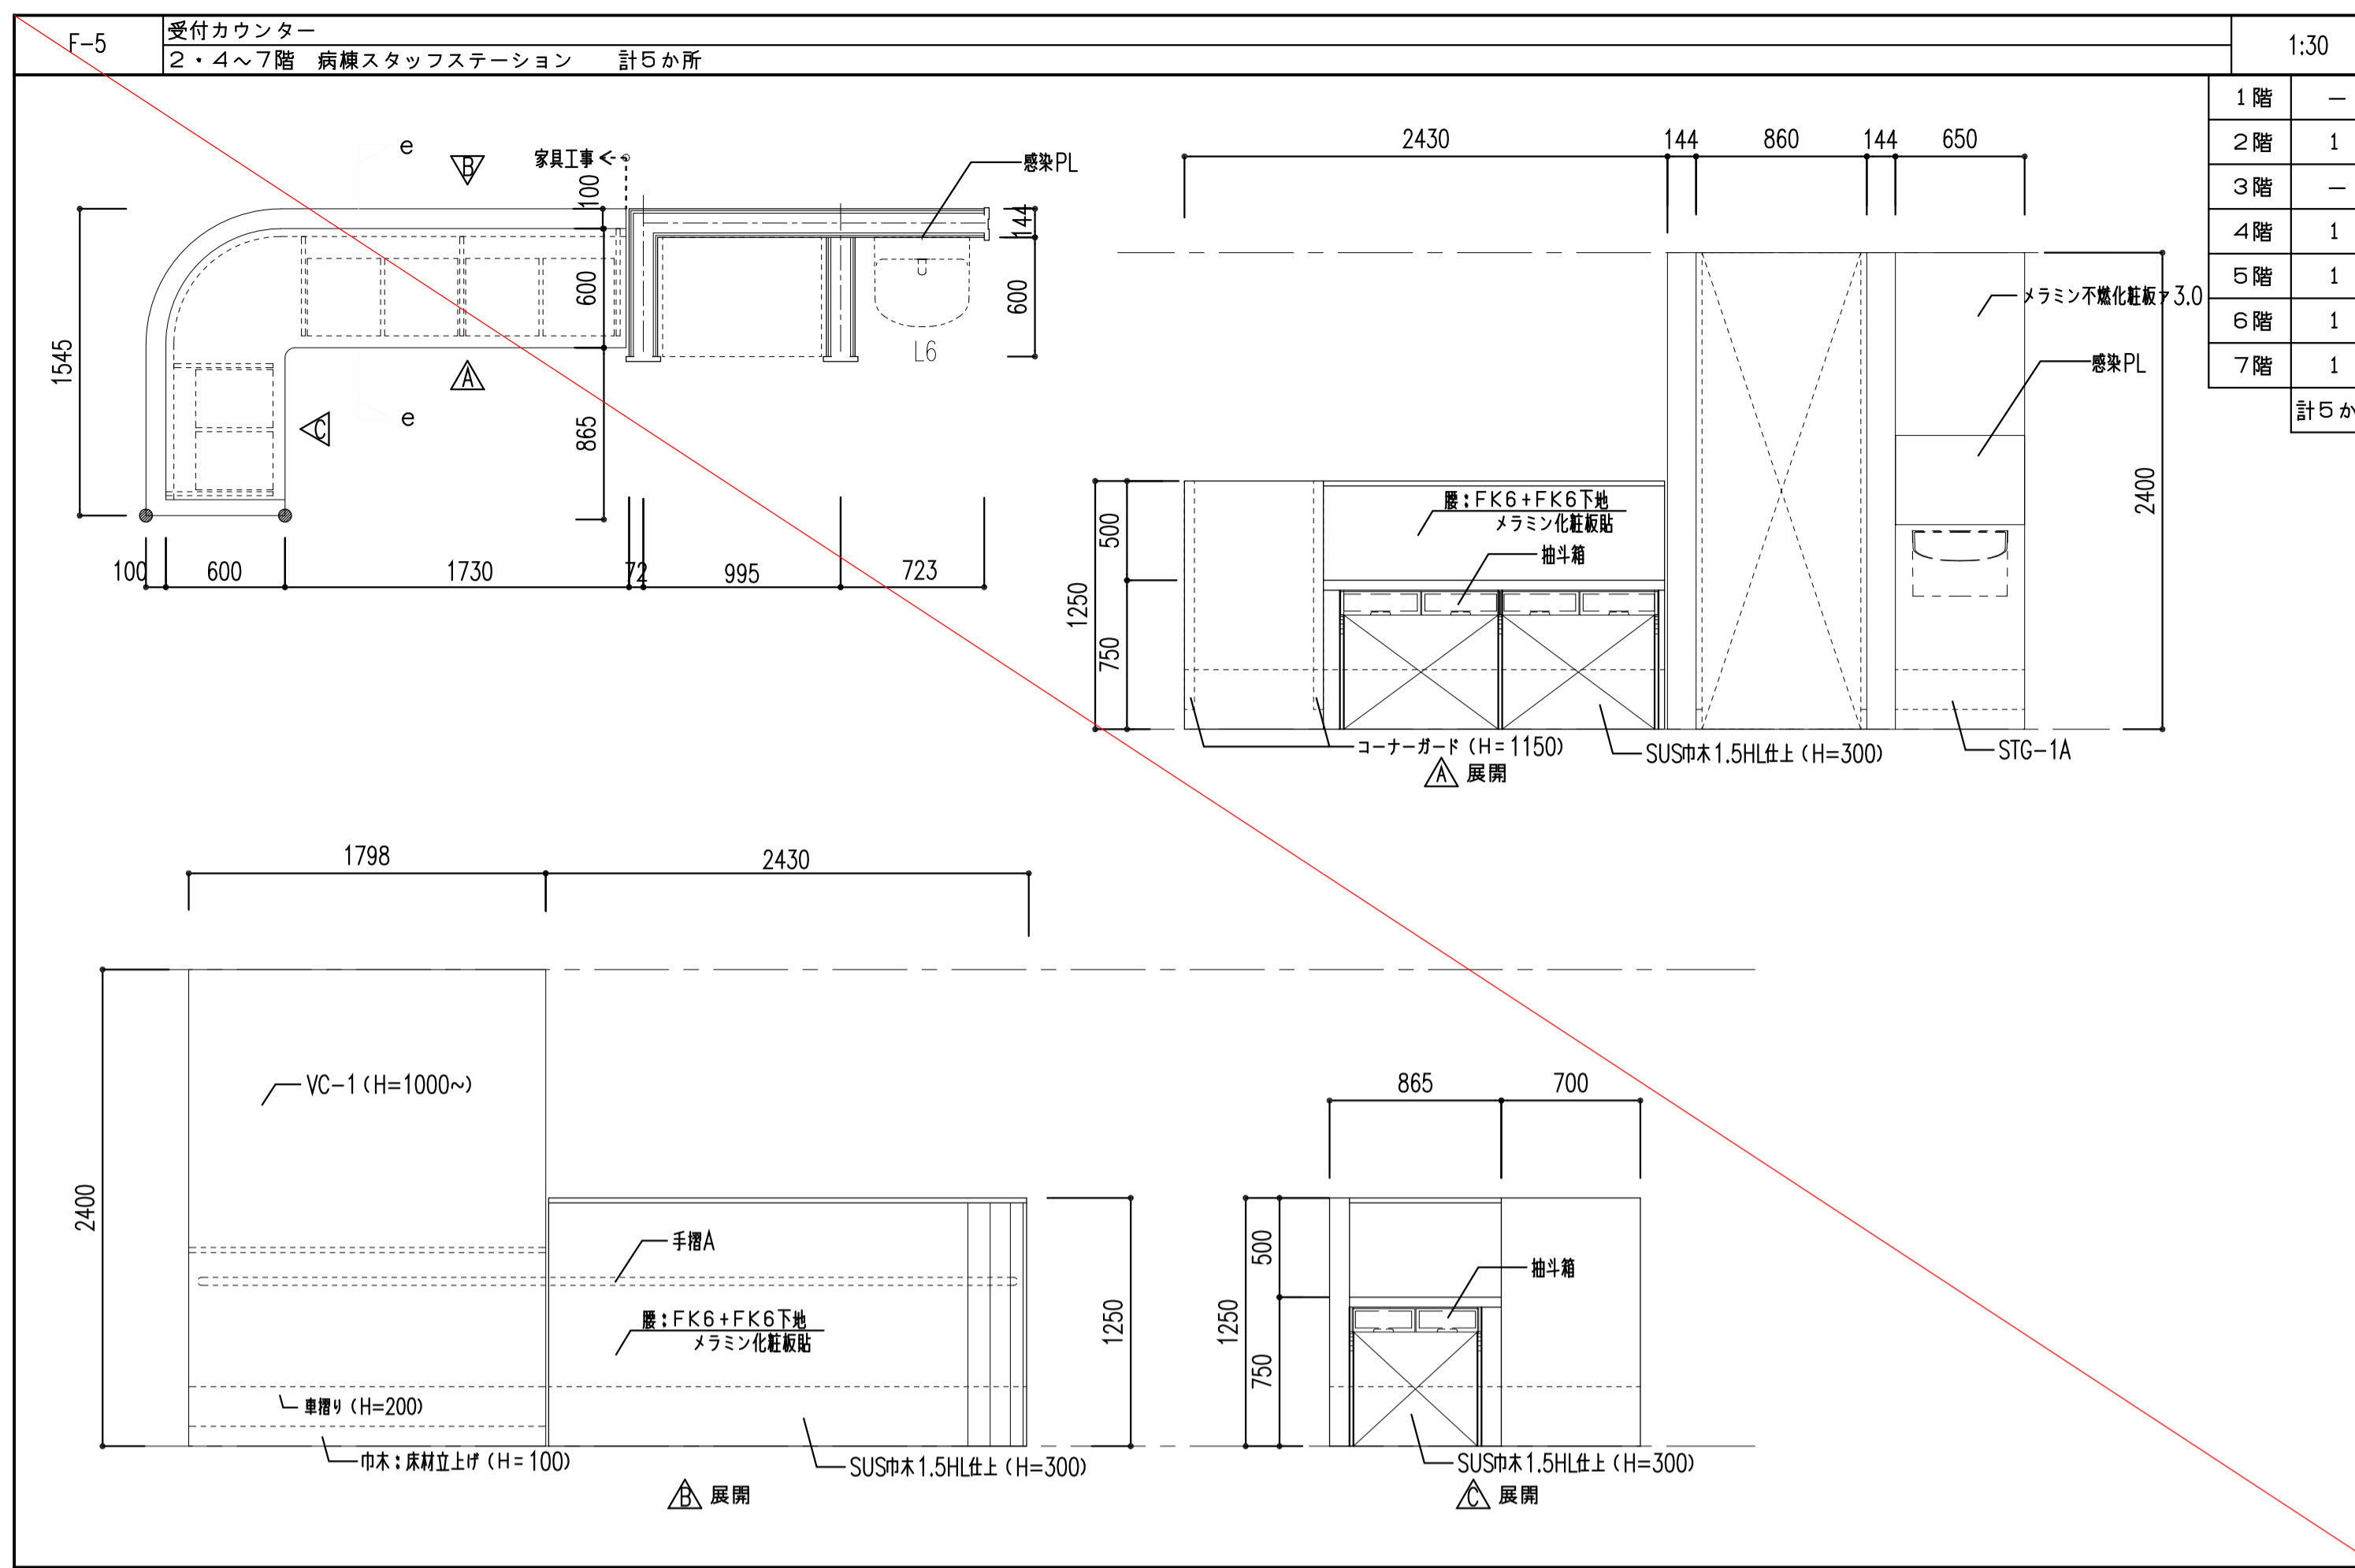 F-5
受付カウンター
2・4～7階 病棟スタッフステーション 計5か所
1:30
1階 －
2階 1
3階 －
4階 1
5階 1
6階 1
7階 1
e
B
家具工事
感染PL
100
144
600
600
1545
L6
A
C
e
865
100 600 1730 72 995 723
2430 144 860 144 650
メラミン不燃化粧板ァ3.0
感染PL
2400
腰:FK6+FK6下地
メラミン化粧板貼
抽斗箱
500
1250
750
コーナーガード(H=1150)
SUS巾木1.5HL仕上(H=300)
STG-1A
A 展開
1798 2430
2400
VC-1(H=1000~)
手摺A
腰:FK6+FK6下地
メラミン化粧板貼
1250
車摺り(H=200)
巾木:床材立上げ(H=100)
SUS巾木1.5HL仕上(H=300)
B 展開
865 700
500
抽斗箱
1250
750
SUS巾木1.5HL仕上(H=300)
C 展開